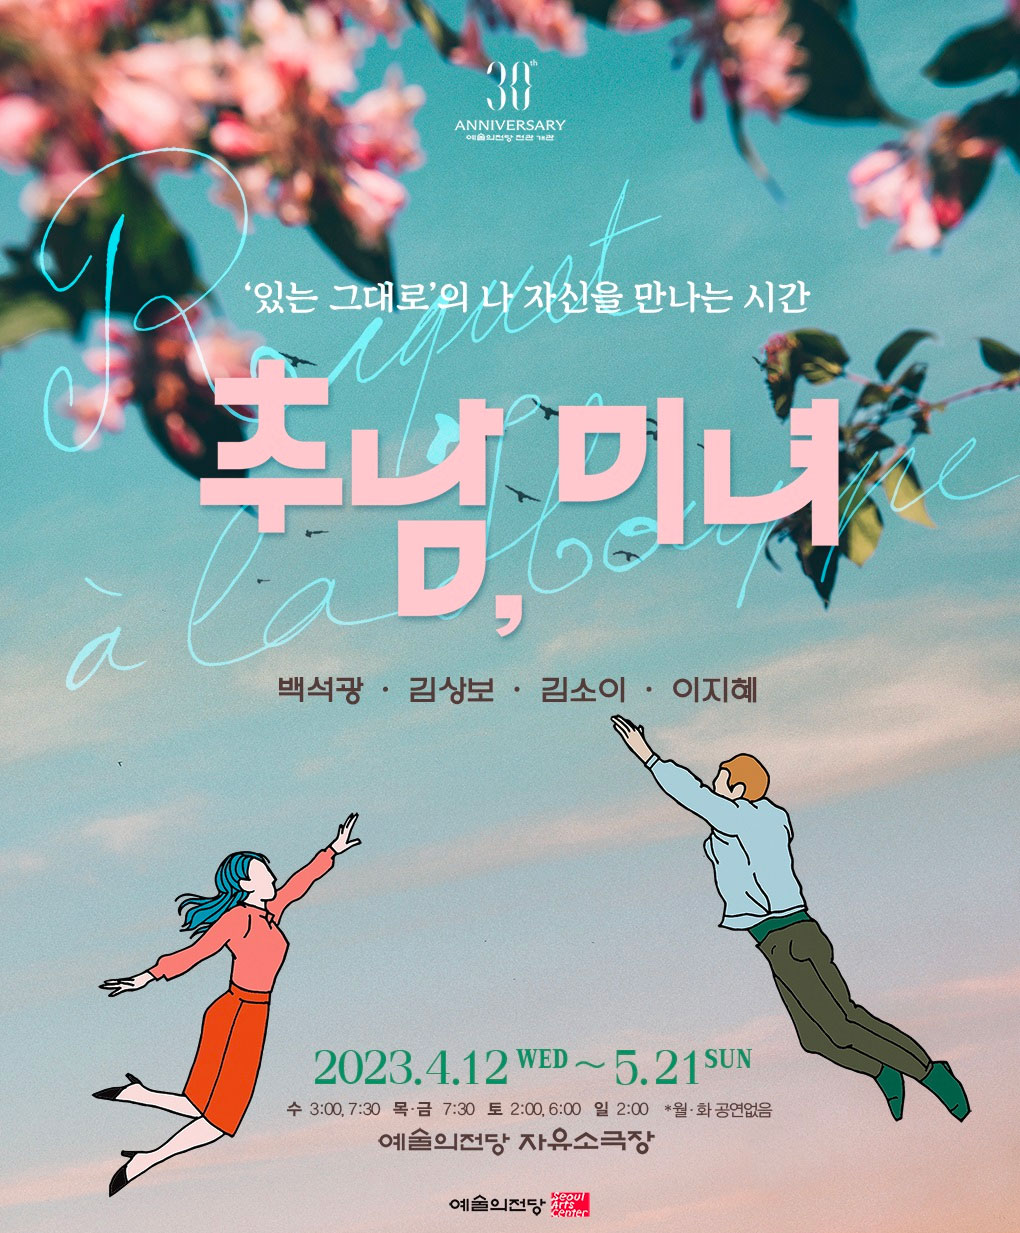 30th
ANNIVERSARY
예술의전당 전관 개관
‘있는 그대로’의 나 자신을 만나는 시간
Riquet
à la Houppe
추남, 미녀
백석광 · 김상보 · 김소이 · 이지혜
2023.4.12 WED ~ 5.21 SUN
수 3:00, 7:30 목·금 7:30 토 2:00, 6:00 일 2:00 *월·화 공연없음
예술의전당 자유소극장
예술의전당 Seoul Arts Center